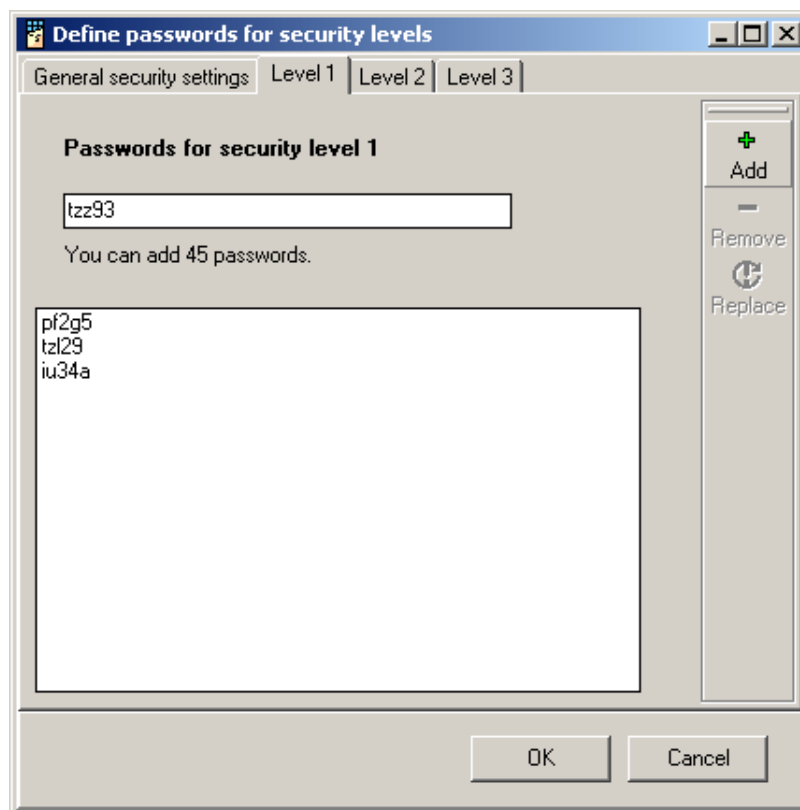 Define passwords for security levels
General security settings Level 1 Level 2 Level 3
Passwords for security level 1
Add
tzz93
Remove
You can add 45 passwords.
Replace
pf2g5
tzl29
iu34a
OK Cancel